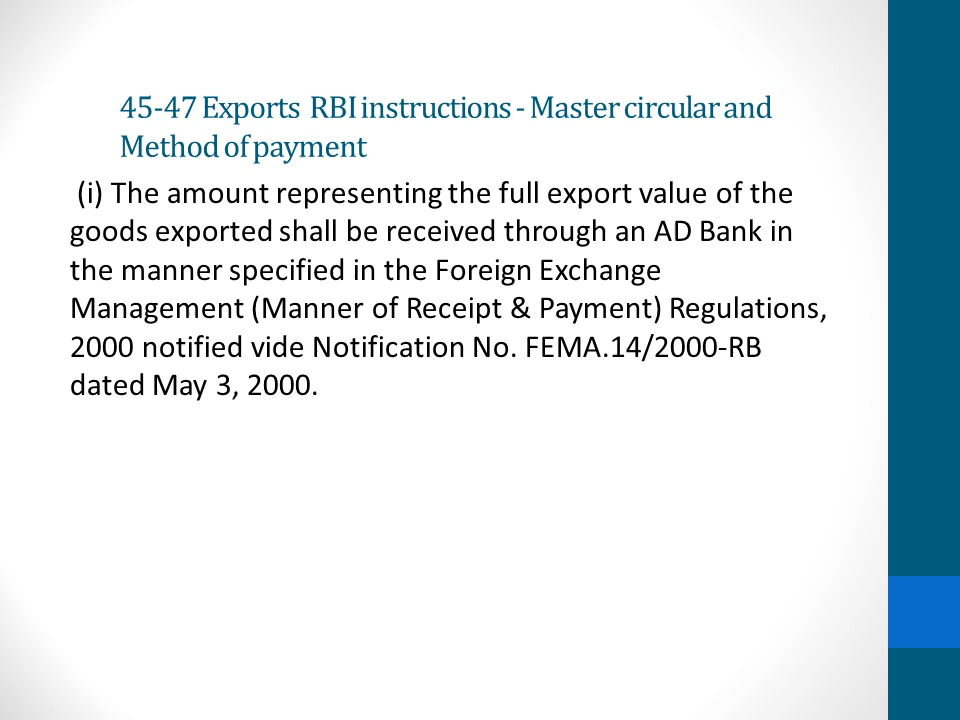 45-47 Exports RBI instructions - Master circular and
Method of payment
(i) The amount representing the full export value of the
goods exported shall be received through an AD Bank in
the manner specified in the Foreign Exchange
Management (Manner of Receipt & Payment) Regulations,
2000 notified vide Notification No. FEMA.14/2000-RB
dated May 3, 2000.